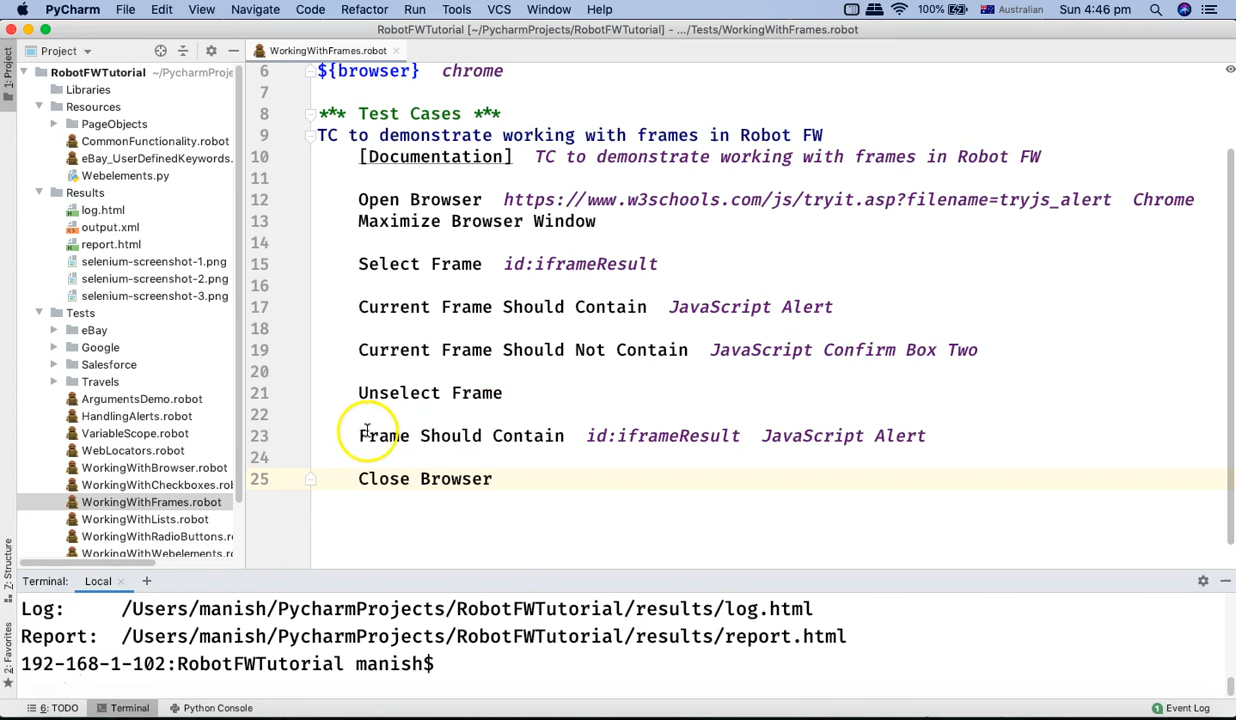 PyCharm File Edit View Navigate Code Refactor Run Tools VCS Window Help 100% Australian Sun 4:46 pm
RobotFWTutorial [~/PycharmProjects/RobotFWTutorial] - .../Tests/WorkingWithFrames.robot
Project
WorkingWithFrames.robot
1: Project
RobotFWTutorial ~/PycharmProje
Libraries
Resources
PageObjects
CommonFunctionality.robot
eBay_UserDefinedKeywords.
Webelements.py
Results
log.html
output.xml
report.html
selenium-screenshot-1.png
selenium-screenshot-2.png
selenium-screenshot-3.png
Tests
eBay
Google
Salesforce
Travels
ArgumentsDemo.robot
HandlingAlerts.robot
VariableScope.robot
WebLocators.robot
WorkingWithBrowser.robot
WorkingWithCheckboxes.rob
WorkingWithFrames.robot
WorkingWithLists.robot
WorkingWithRadioButtons.r
WorkingWithWebelements.ro
6 ${browser} chrome
7
8 *** Test Cases ***
9 TC to demonstrate working with frames in Robot FW
10 [Documentation] TC to demonstrate working with frames in Robot FW
11
12 Open Browser https://www.w3schools.com/js/tryit.asp?filename=tryjs_alert Chrome
13 Maximize Browser Window
14
15 Select Frame id:iframeResult
16
17 Current Frame Should Contain JavaScript Alert
18
19 Current Frame Should Not Contain JavaScript Confirm Box Two
20
21 Unselect Frame
22
23 Frame Should Contain id:iframeResult JavaScript Alert
24
25 Close Browser
Z: Structure
2: Favorites
Terminal: Local
Log: /Users/manish/PycharmProjects/RobotFWTutorial/results/log.html
Report: /Users/manish/PycharmProjects/RobotFWTutorial/results/report.html
192-168-1-102:RobotFWTutorial manish$
6: TODO Terminal Python Console 1 Event Log